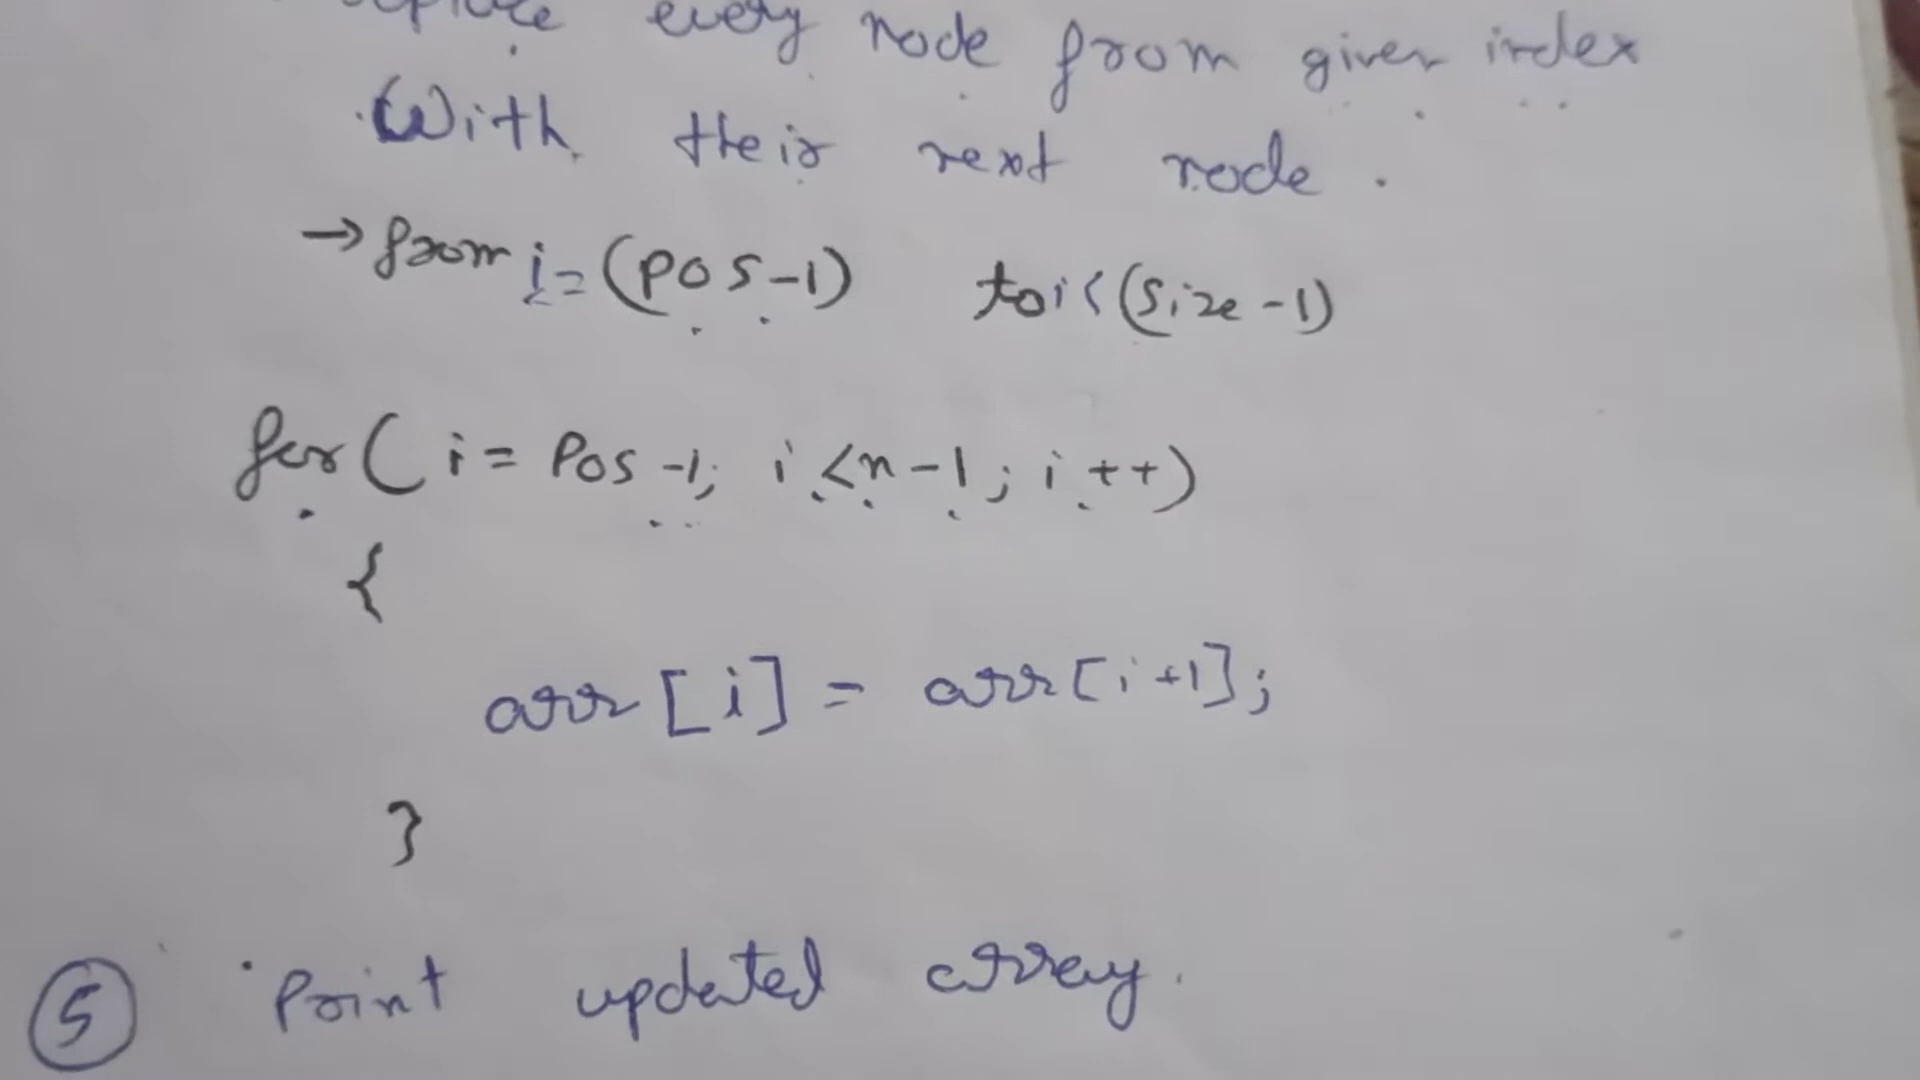 every node from given index
With their next node.
→ from i=(pos-1) to i<(size-1)
for( i = Pos-1; i<n-1; i++)
{
arr[i] = arr[i+1];
}
5 Print updated array.